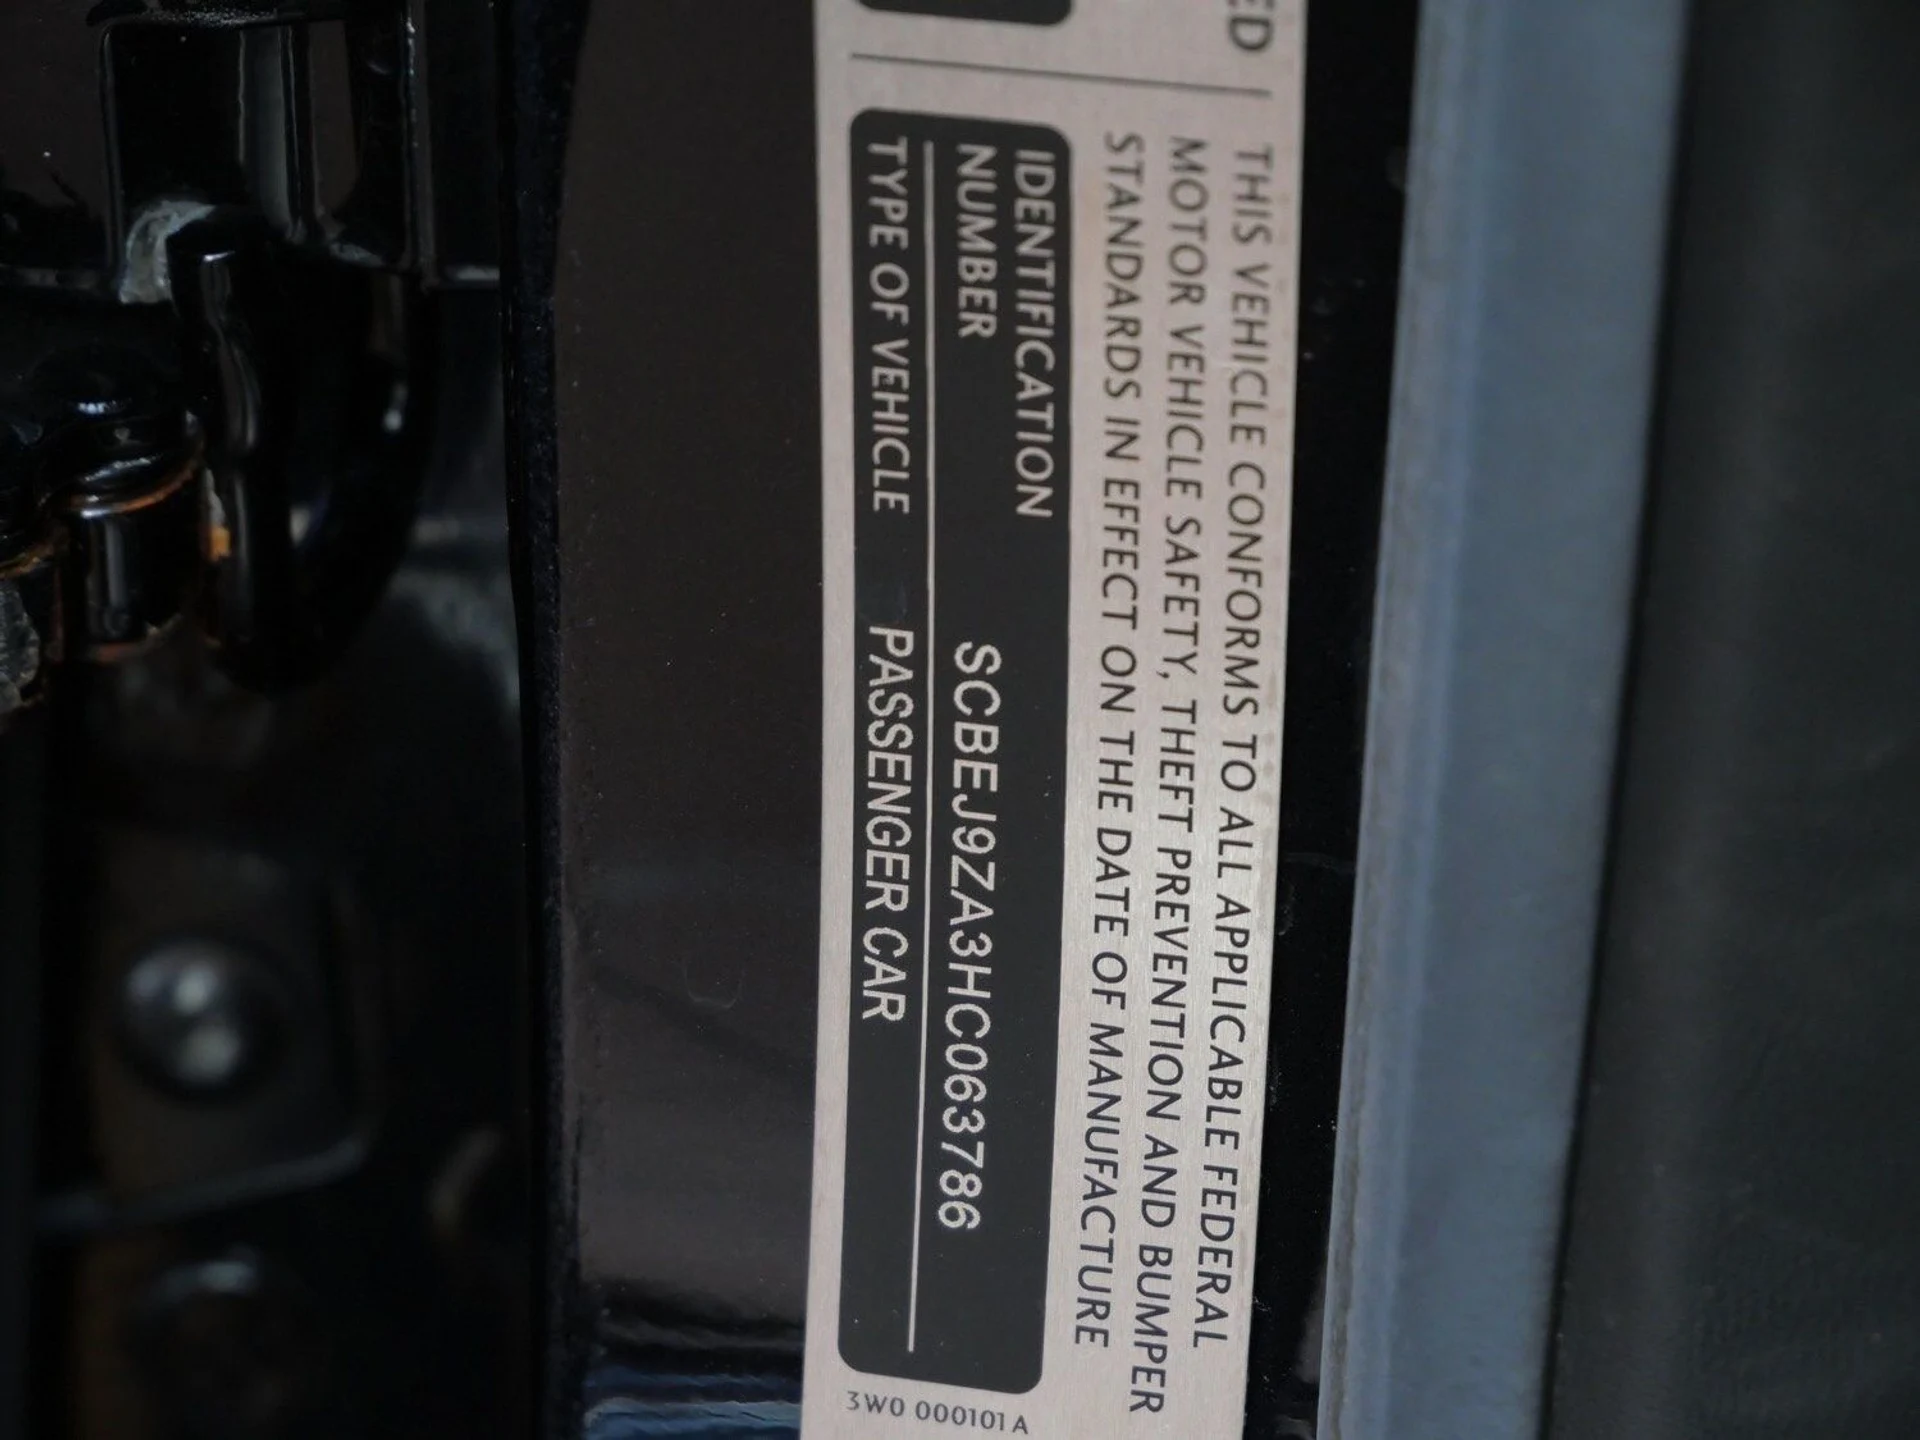 ED
THIS VEHICLE CONFORMS TO ALL APPLICABLE FEDERAL
MOTOR VEHICLE SAFETY, THEFT PREVENTION AND BUMPER
STANDARDS IN EFFECT ON THE DATE OF MANUFACTURE
IDENTIFICATION
NUMBER SCBEJ9ZA3HC063786
TYPE OF VEHICLE PASSENGER CAR
3W0 000101 A